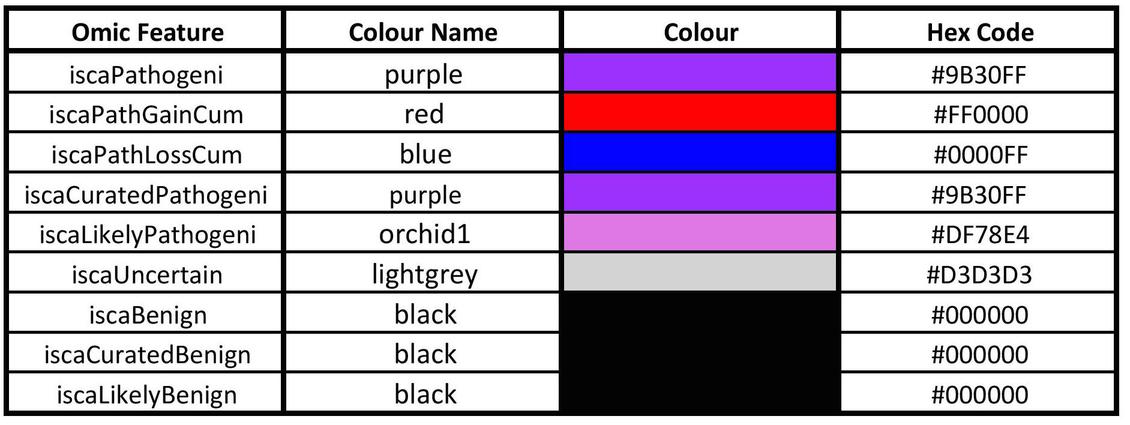 Omic Feature Colour Name Colour Hex Code
iscaPathogeni purple #9B30FF
iscaPathGainCum red #FF0000
iscaPathLossCum blue #0000FF
iscaCuratedPathogeni purple #9B30FF
iscaLikelyPathogeni orchid1 #DF78E4
iscaUncertain lightgrey #D3D3D3
iscaBenign black #000000
iscaCuratedBenign black #000000
iscaLikelyBenign black #000000